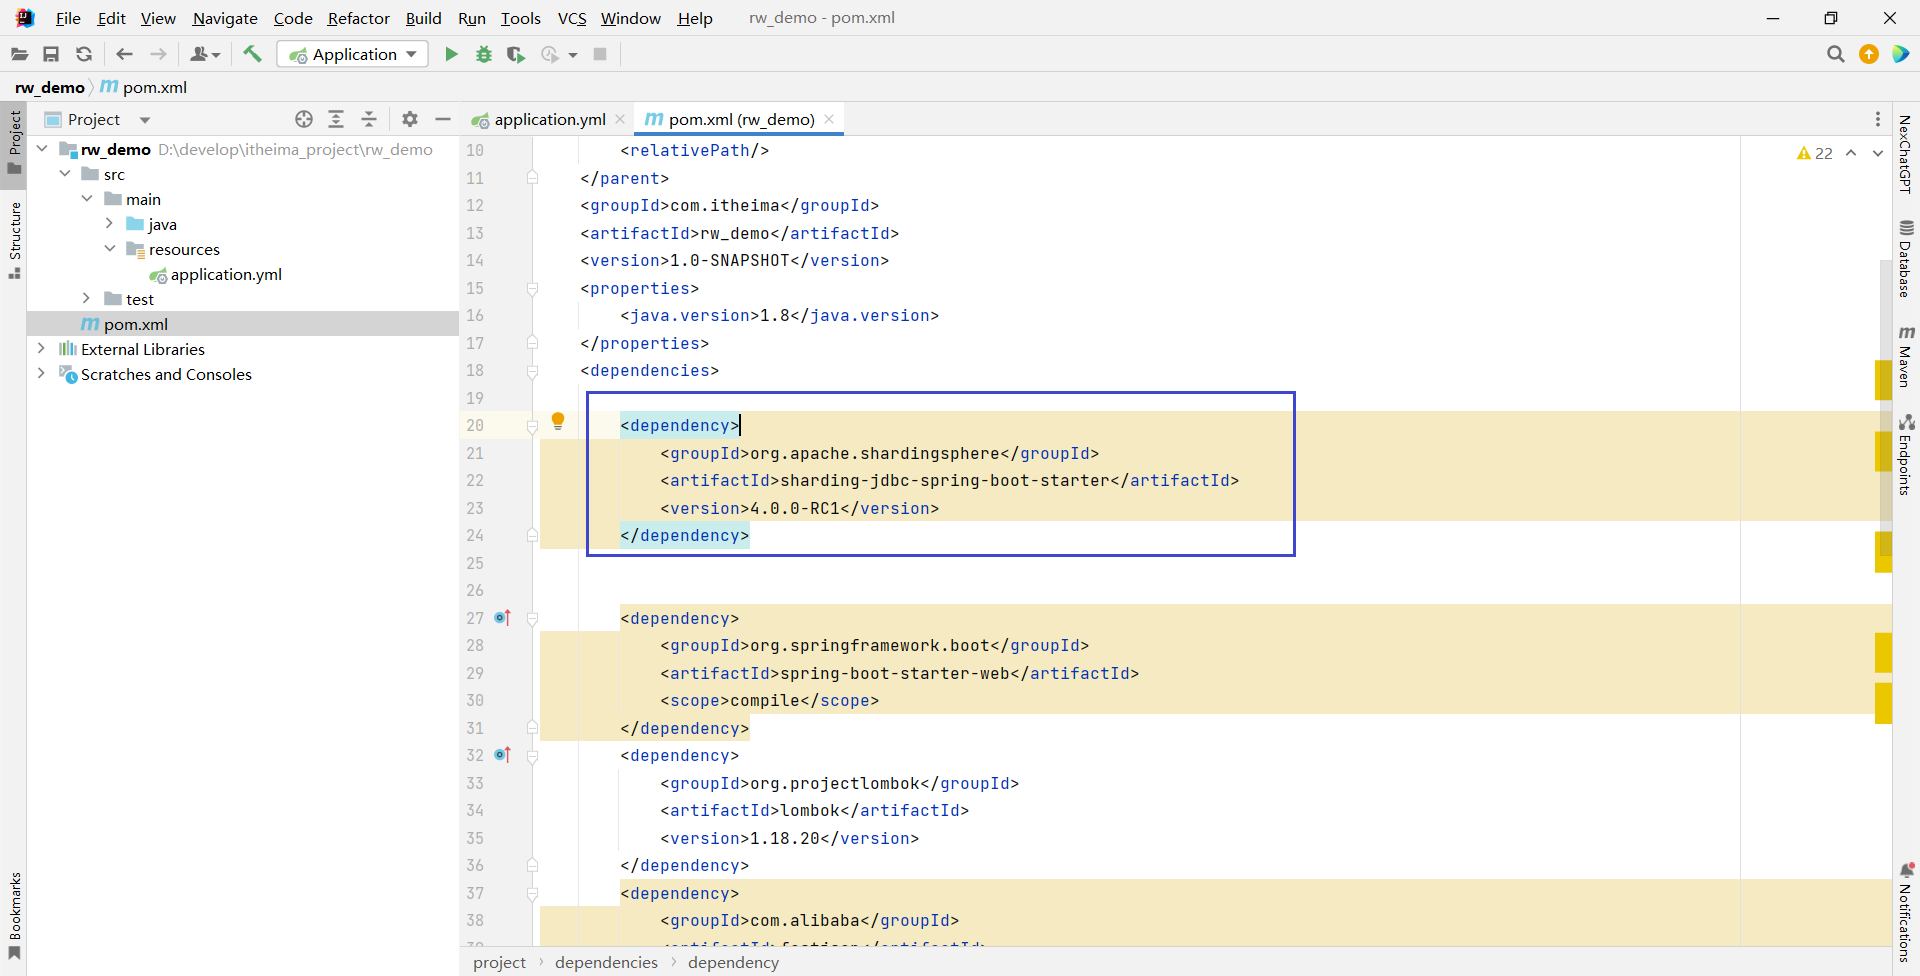 File Edit View Navigate Code Refactor Build Run Tools VCS Window Help rw_demo - pom.xml
Application
rw_demo pom.xml
Project
application.yml
pom.xml (rw_demo)
Project
Structure
Bookmarks
rw_demo D:\develop\itheima_project\rw_demo
src
main
java
resources
application.yml
test
pom.xml
External Libraries
Scratches and Consoles
22
10 <relativePath/>
11 </parent>
12 <groupId>com.itheima</groupId>
13 <artifactId>rw_demo</artifactId>
14 <version>1.0-SNAPSHOT</version>
15 <properties>
16 <java.version>1.8</java.version>
17 </properties>
18 <dependencies>
19
20 <dependency>
21 <groupId>org.apache.shardingsphere</groupId>
22 <artifactId>sharding-jdbc-spring-boot-starter</artifactId>
23 <version>4.0.0-RC1</version>
24 </dependency>
25
26
27 <dependency>
28 <groupId>org.springframework.boot</groupId>
29 <artifactId>spring-boot-starter-web</artifactId>
30 <scope>compile</scope>
31 </dependency>
32 <dependency>
33 <groupId>org.projectlombok</groupId>
34 <artifactId>lombok</artifactId>
35 <version>1.18.20</version>
36 </dependency>
37 <dependency>
38 <groupId>com.alibaba</groupId>
project › dependencies › dependency
NexChatGPT
Database
Maven
Endpoints
Notifications